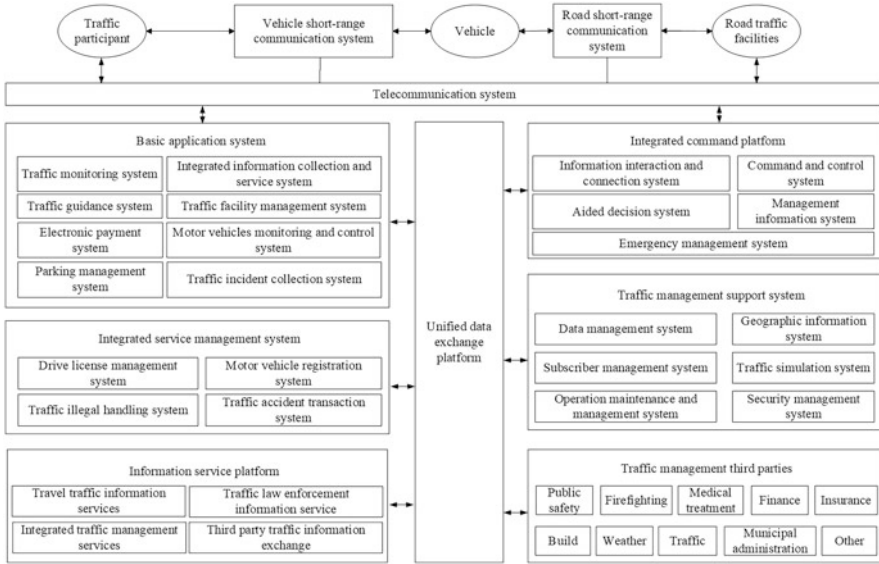 Traffic
participant
Vehicle short-range
communication system
Vehicle
Road short-range
communication
system
Road traffic
facilities
Telecommunication system
Basic application system
Traffic monitoring system
Integrated information collection and
service system
Traffic guidance system
Traffic facility management system
Electronic payment
system
Motor vehicles monitoring and control
system
Parking management
system
Traffic incident collection system
Integrated service management system
Drive license management
system
Motor vehicle registration
system
Traffic illegal handling system
Traffic accident transaction
system
Information service platform
Travel traffic information
services
Traffic law enforcement
information service
Integrated traffic management
services
Third party traffic information
exchange
Unified data
exchange
platform
Integrated command platform
Information interaction and
connection system
Command and control
system
Aided decision system
Management
information system
Emergency management system
Traffic management support system
Data management system
Geographic information
system
Subscriber management system
Traffic simulation system
Operation maintenance and
management system
Security management
system
Traffic management third parties
Public
safety
Firefighting
Medical
treatment
Finance
Insurance
Build
Weather
Traffic
Municipal
administration
Other